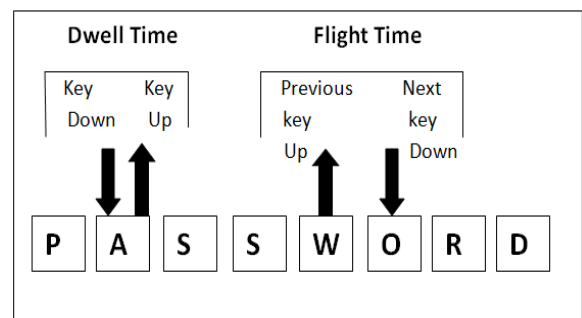 Dwell Time Flight Time
Key Key Previous Next
Down Up key key
Up Down
P A S S W O R D